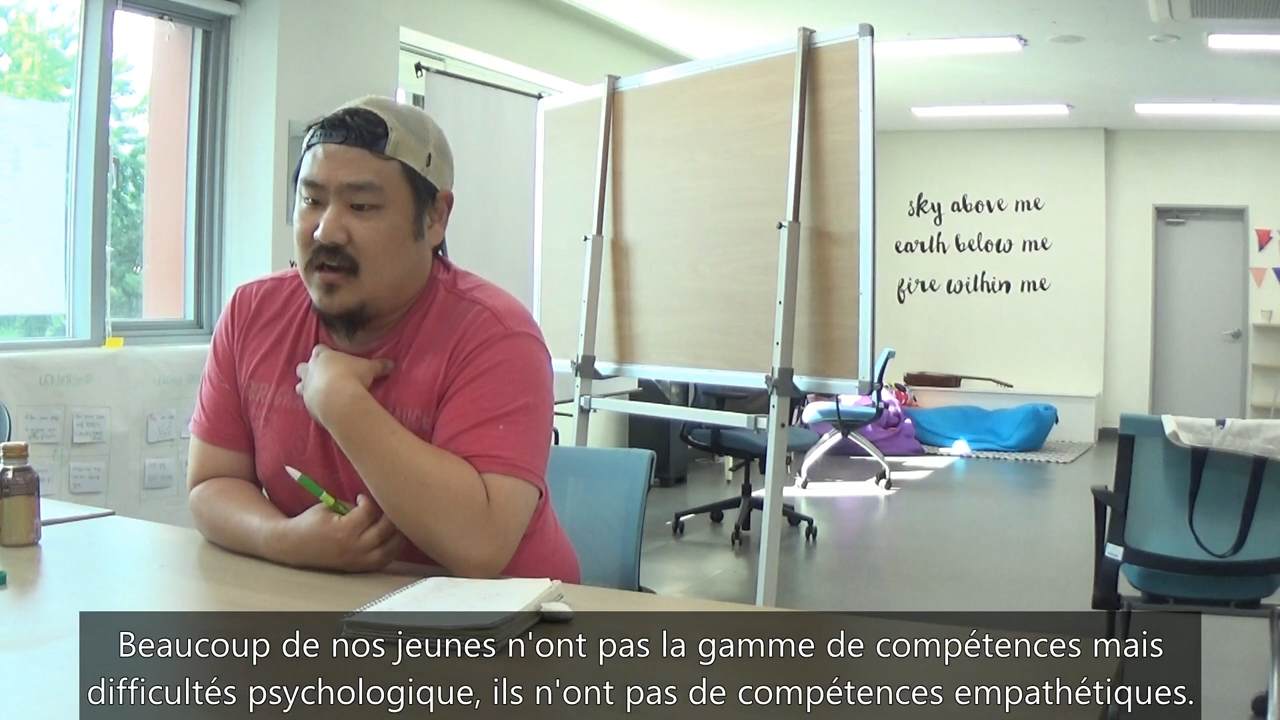 sky above me
earth below me
fire within me
Beaucoup de nos jeunes n'ont pas la gamme de compétences mais
difficultés psychologique, ils n'ont pas de compétences empathétiques.